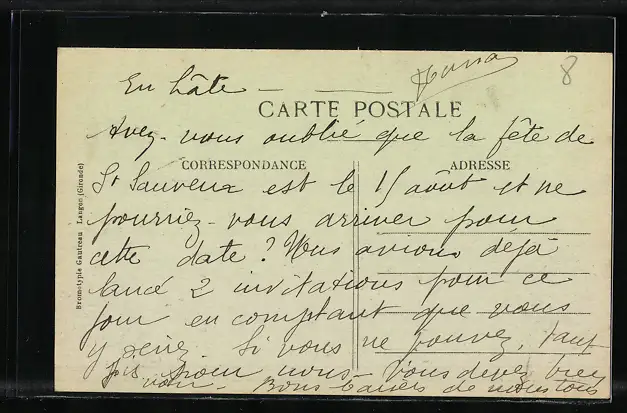 En hâte -
8
CARTE POSTALE
Avez-vous oublié que la fête de
CORRESPONDANCE
ADRESSE
St Sauveur est le 15 août et ne
pourriez-vous arriver pour
cette date ? Nous avions déjà
lancé 2 invitations pour ce
jour en comptant que vous
y seriez. Si vous ne pouvez, tant
pis pour nous - Vous devez bien
voir - Bons baisers de nous tous
Bromotypie Gautreau Langon (Gironde)